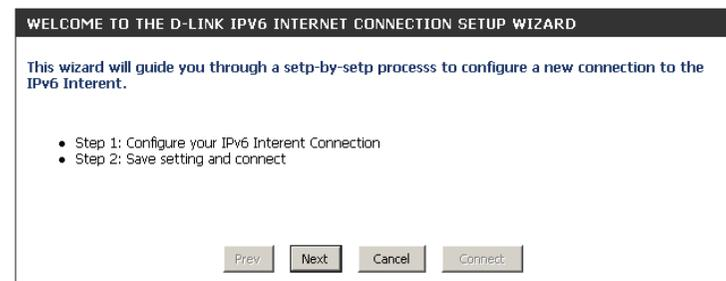 WELCOME TO THE D-LINK IPV6 INTERNET CONNECTION SETUP WIZARD
This wizard will guide you through a setp-by-setp processs to configure a new connection to the
IPv6 Interent.
• Step 1: Configure your IPv6 Interent Connection
• Step 2: Save setting and connect
Prev Next Cancel Connect